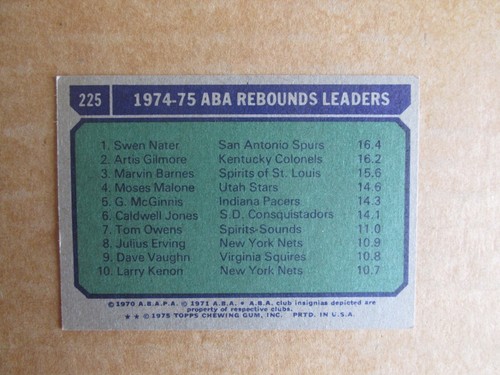 225 1974-75 ABA REBOUNDS LEADERS
1. Swen Nater San Antonio Spurs 16.4
2. Artis Gilmore Kentucky Colonels 16.2
3. Marvin Barnes Spirits of St. Louis 15.6
4. Moses Malone Utah Stars 14.6
5. G. McGinnis Indiana Pacers 14.3
6. Caldwell Jones S.D. Consquistadors 14.1
7. Tom Owens Spirits-Sounds 11.0
8. Julius Erving New York Nets 10.9
9. Dave Vaughn Virginia Squires 10.8
10. Larry Kenon New York Nets 10.7
© 1970 A.B.A.P.A. © 1971 A.B.A. • A.B.A. club insignias depicted are
property of respective clubs.
★ ★ © 1975 TOPPS CHEWING GUM, INC. PRTD. IN U.S.A.